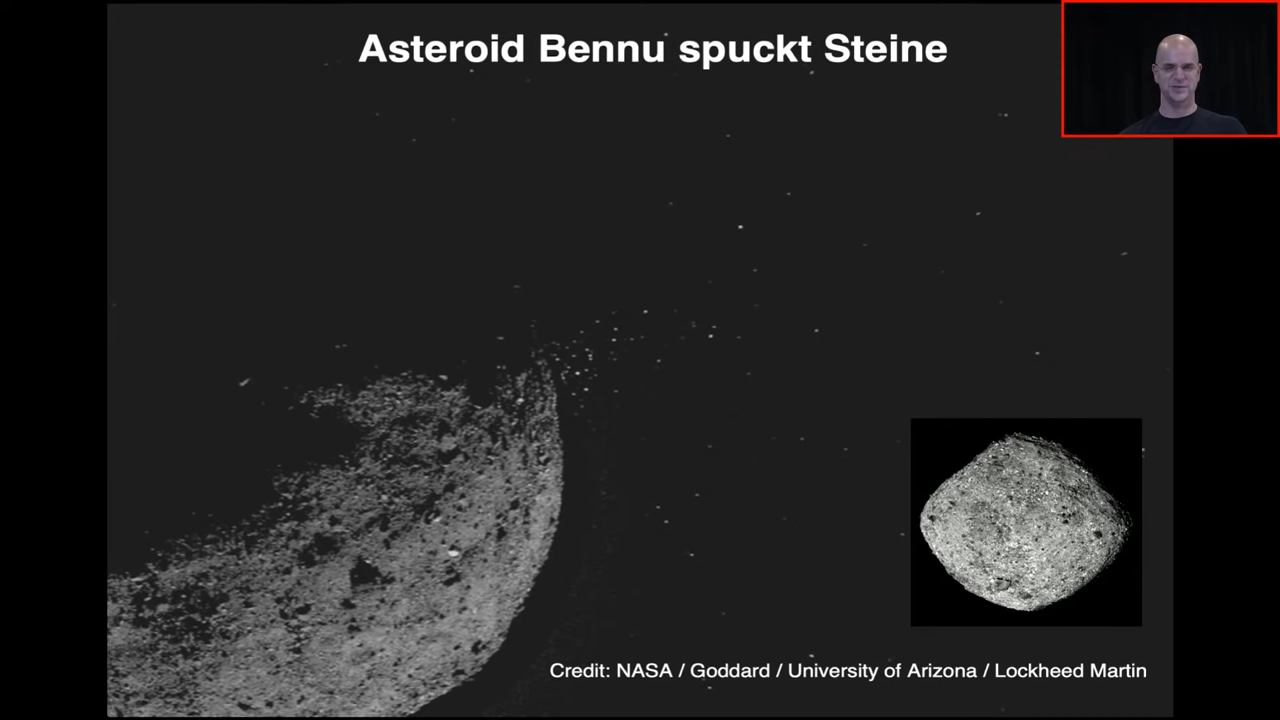 Asteroid Bennu spuckt Steine
Credit: NASA / Goddard / University of Arizona / Lockheed Martin